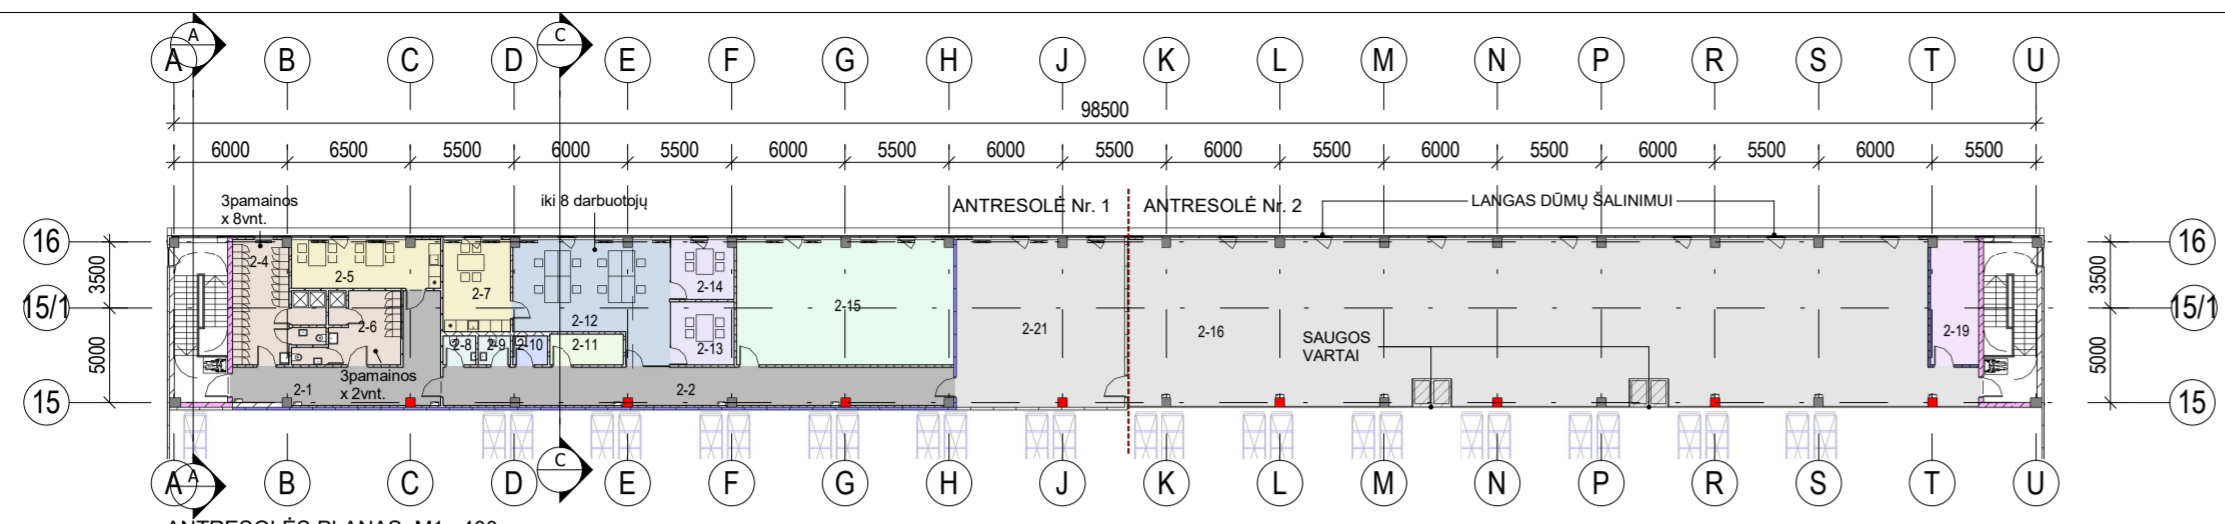 A C
A B C D E F G H J K L M N P R S T U
98500
6000 6500 5500 6000 5500 6000 5500 6000 5500 6000 5500 6000 5500 6000 5500 6000 5500
3pamainos
x 8vnt.
iki 8 darbuotojų
ANTRESOLĖ Nr. 1 ANTRESOLĖ Nr. 2
LANGAS DŪMŲ ŠALINIMUI
16 16
3500 3500
2-4 2-5 2-7 2-14
15/1 15/1
2-6 2-12 2-15 2-21 2-16 2-19
2-8 2-9 2-10 2-11 2-13
SAUGOS
VARTAI
5000 5000
3pamainos
x 2vnt.
2-1 2-2
15 15
A C
A B C D E F G H J K L M N P R S T U
ANTRESOLĖS PLANAS